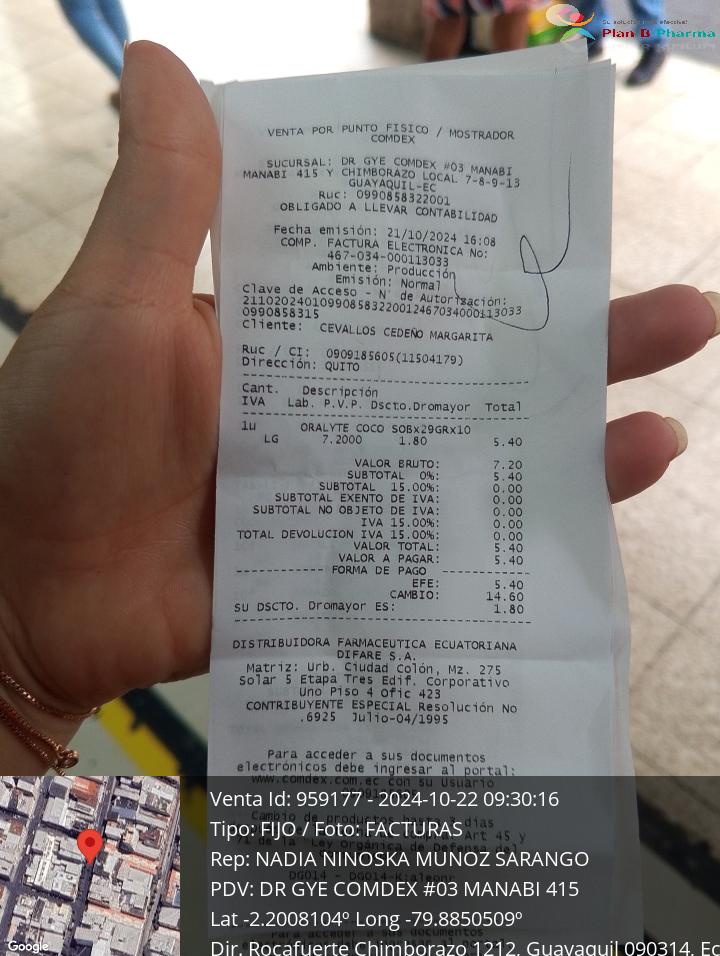 Su solución más efectiva!
Plan B Pharma
VENTA POR PUNTO FISICO / MOSTRADOR
COMDEX
SUCURSAL: DR GYE COMDEX #03 MANABI
MANABI 415 Y CHIMBORAZO LOCAL 7-8-9-13
GUAYAQUIL-EC
Ruc: 0990858322001
OBLIGADO A LLEVAR CONTABILIDAD
Fecha emisión: 21/10/2024 16:08
COMP. FACTURA ELECTRONICA No:
467-034-000113033
Ambiente: Producción
Emisión: Normal
Clave de Acceso - N° de Autorización:
211020240109908583220012467034000113033
0990858315
Cliente: CEVALLOS CEDEÑO MARGARITA
Ruc / CI: 0909185605(11504179)
Dirección: QUITO
Cant. Descripción
IVA Lab. P.V.P. Dscto.Dromayor Total
1u ORALYTE COCO SOBx29GRx10
LG 7.2000 1.80 5.40
VALOR BRUTO: 7.20
SUBTOTAL 0%: 5.40
SUBTOTAL 15.00%: 0.00
SUBTOTAL EXENTO DE IVA: 0.00
SUBTOTAL NO OBJETO DE IVA: 0.00
IVA 15.00%: 0.00
TOTAL DEVOLUCION IVA 15.00%: 0.00
VALOR TOTAL: 5.40
VALOR A PAGAR: 5.40
---------- FORMA DE PAGO ----------
EFE: 5.40
CAMBIO: 14.60
SU DSCTO. Dromayor ES: 1.80
DISTRIBUIDORA FARMACEUTICA ECUATORIANA
DIFARE S.A.
Matriz: Urb. Ciudad Colón, Mz. 275
Solar 5 Etapa Tres Edif. Corporativo
Uno Piso 4 Ofic 423
CONTRIBUYENTE ESPECIAL Resolución No
.6925 Julio-04/1995
Para acceder a sus documentos
electrónicos debe ingresar al portal:
www.comdex.com.ec con su Usuario
Venta Id: 959177 - 2024-10-22 09:30:16
Tipo: FIJO / Foto: FACTURAS
Rep: NADIA NINOSKA MUNOZ SARANGO
PDV: DR GYE COMDEX #03 MANABI 415
Lat -2.2008104º Long -79.8850509º
Dir. Rocafuerte Chimborazo 1212, Guayaquil 090314, Ec
Google